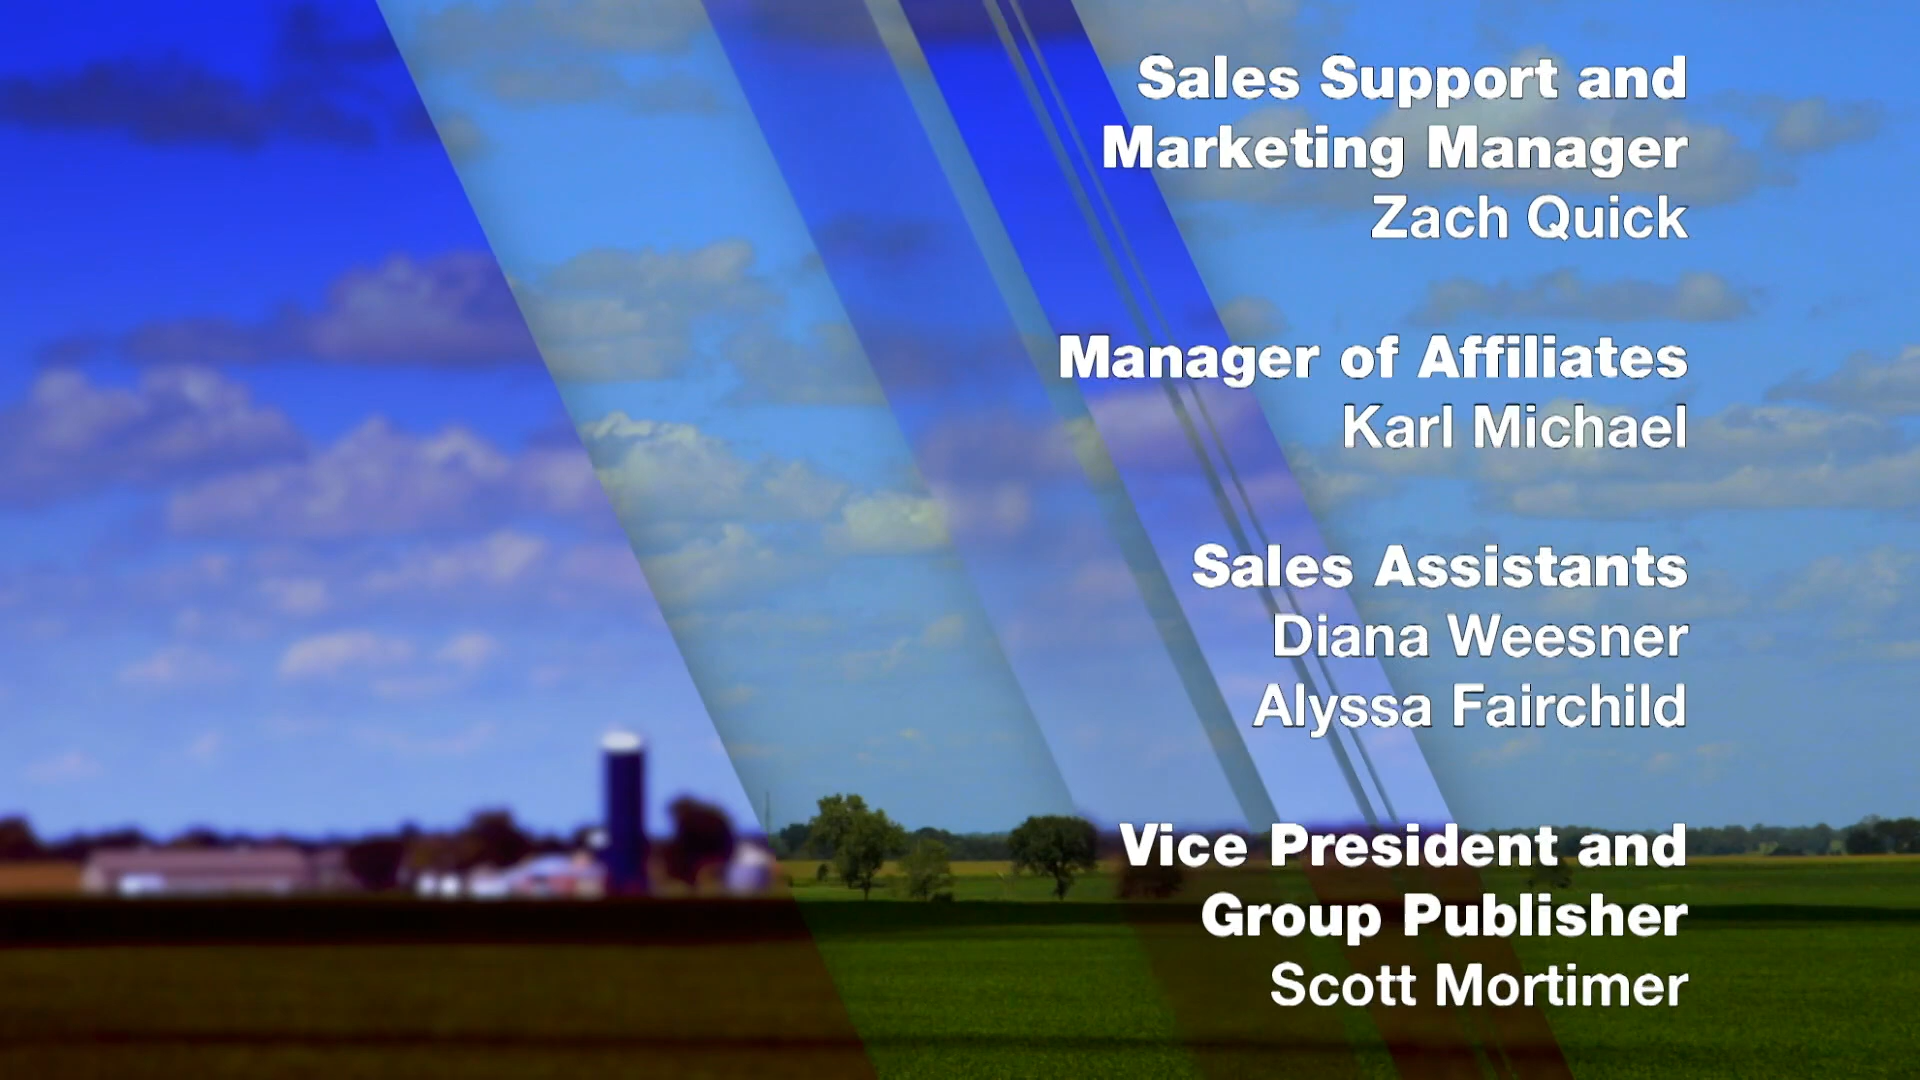 Sales Support and
Marketing Manager
Zach Quick
Manager of Affiliates
Karl Michael
Sales Assistants
Diana Weesner
Alyssa Fairchild
Vice President and
Group Publisher
Scott Mortimer